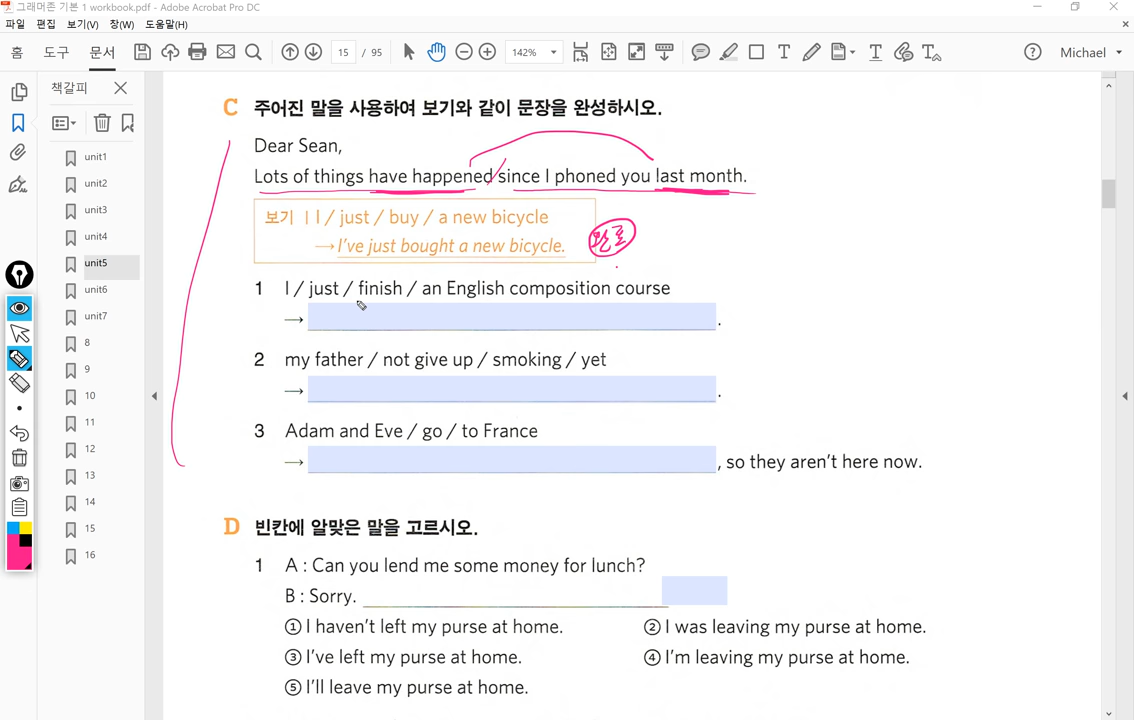 그래머존 기본 1 workbook.pdf - Adobe Acrobat Pro DC
파일 편집 보기(V) 창(W) 도움말(H)
홈 도구 문서 15 / 95 142% Michael
책갈피
unit1
unit2
unit3
unit4
unit5
unit6
unit7
8
9
10
11
12
13
14
15
16
C 주어진 말을 사용하여 보기와 같이 문장을 완성하시오.
Dear Sean,
Lots of things have happened since I phoned you last month.
보기 | I / just / buy / a new bicycle
→ I've just bought a new bicycle.
완료
1 I / just / finish / an English composition course
→ .
2 my father / not give up / smoking / yet
→ .
3 Adam and Eve / go / to France
→ , so they aren't here now.
D 빈칸에 알맞은 말을 고르시오.
1 A : Can you lend me some money for lunch?
B : Sorry.
① I haven't left my purse at home. ② I was leaving my purse at home.
③ I've left my purse at home. ④ I'm leaving my purse at home.
⑤ I'll leave my purse at home.